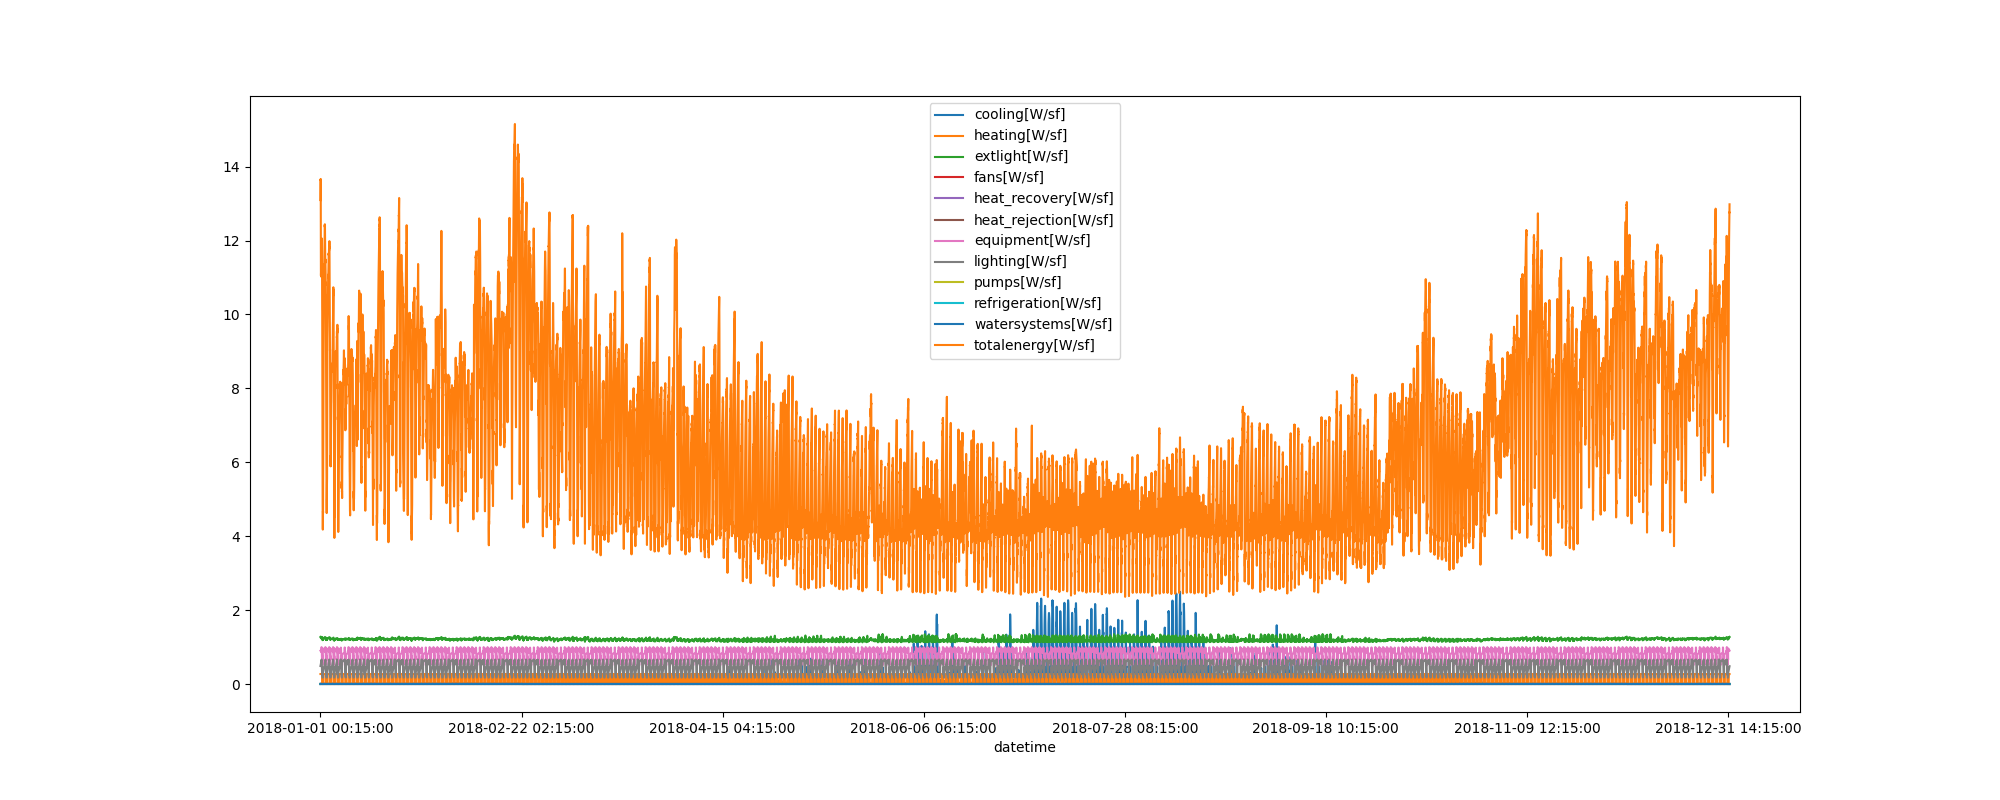 14
12
10
8
6
4
2
0
cooling[W/sf]
heating[W/sf]
extlight[W/sf]
fans[W/sf]
heat_recovery[W/sf]
heat_rejection[W/sf]
equipment[W/sf]
lighting[W/sf]
pumps[W/sf]
refrigeration[W/sf]
watersystems[W/sf]
totalenergy[W/sf]
2018-01-01 00:15:00 2018-02-22 02:15:00 2018-04-15 04:15:00 2018-06-06 06:15:00 2018-07-28 08:15:00 2018-09-18 10:15:00 2018-11-09 12:15:00 2018-12-31 14:15:00
datetime